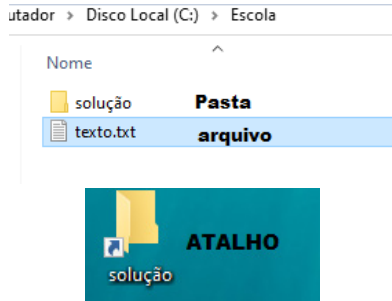 utador > Disco Local (C:) > Escola
Nome
solução Pasta
texto.txt arquivo
ATALHO
solução